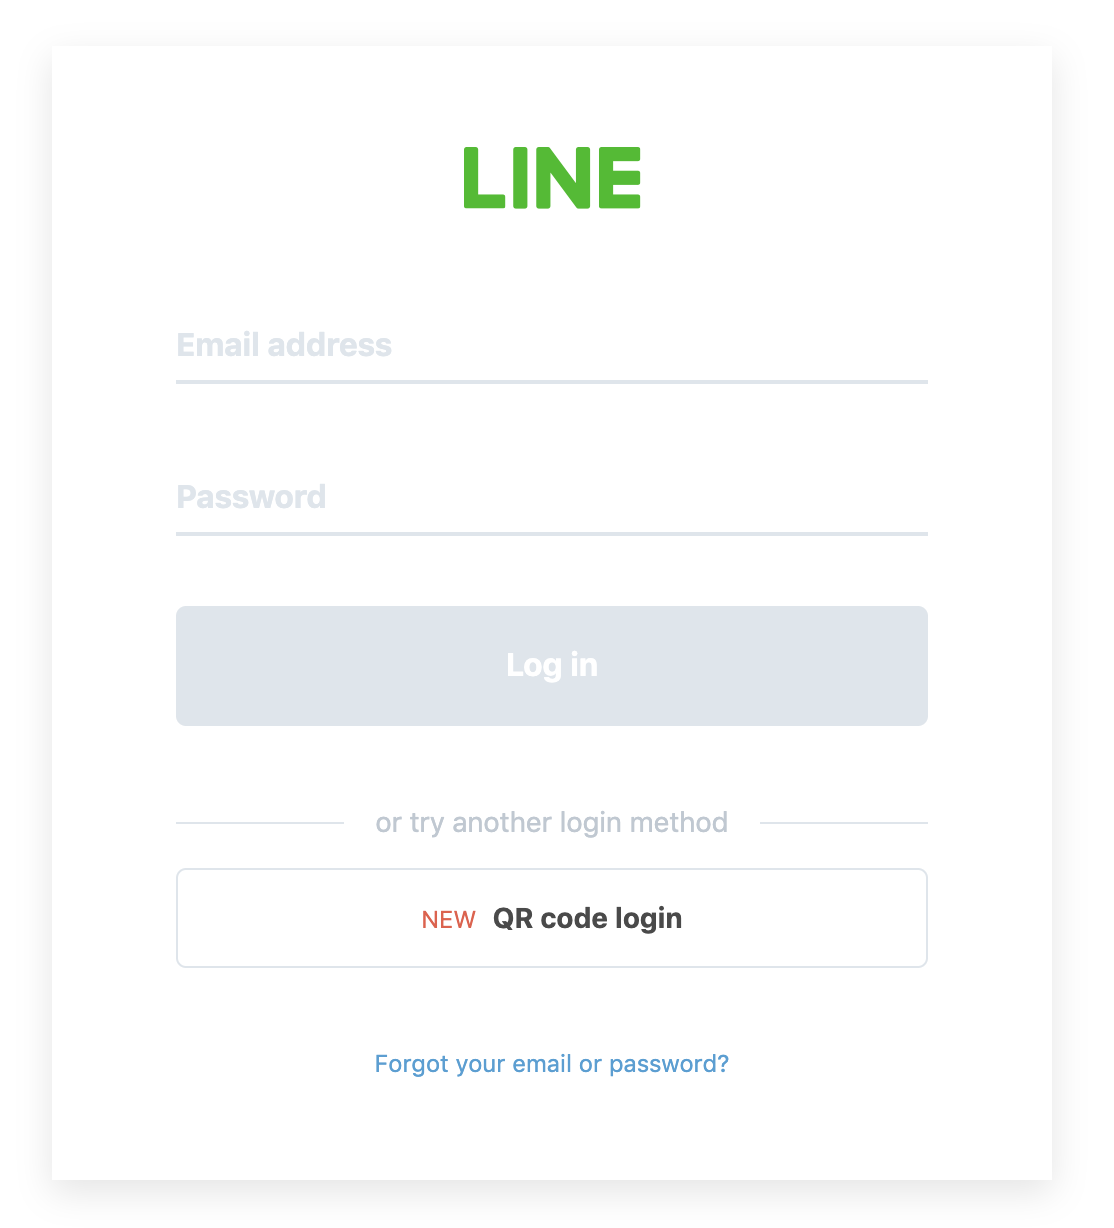 LINE
Email address
Password
Log in
or try another login method
NEW QR code login
Forgot your email or password?